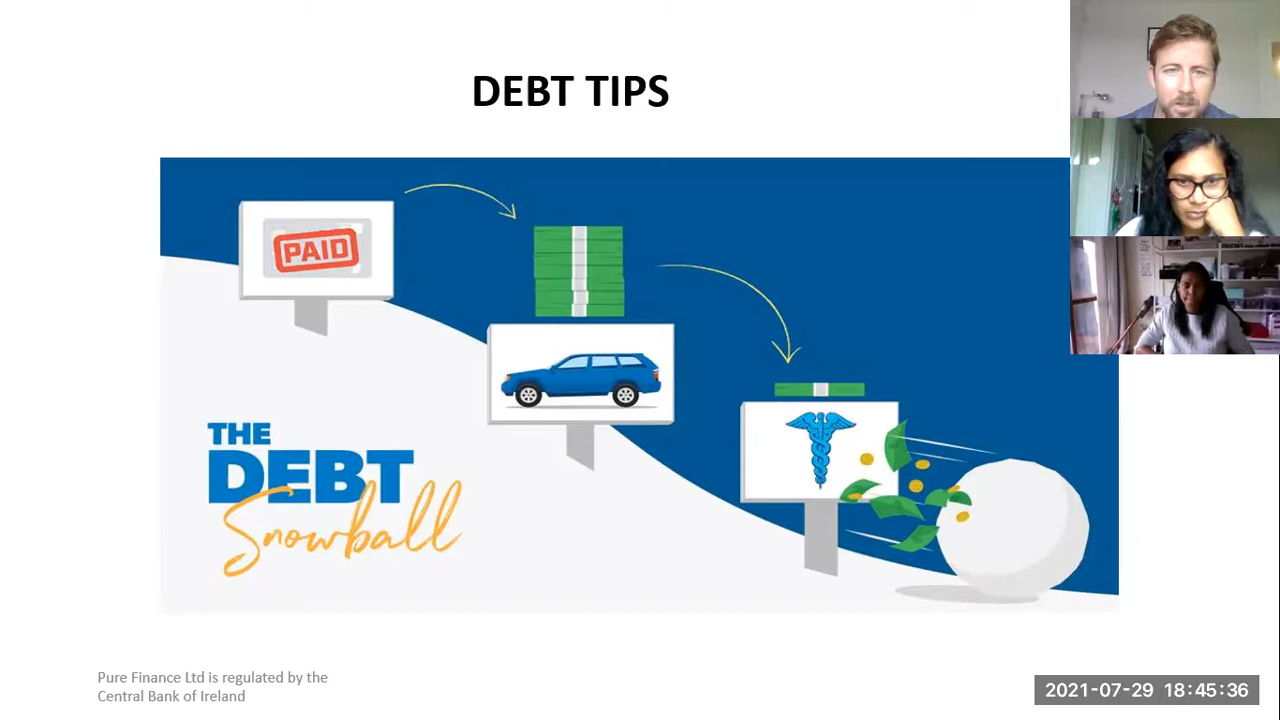 DEBT TIPS
PAID
THE
DEBT
Snowball
Pure Finance Ltd is regulated by the
Central Bank of Ireland
2021-07-29 18:45:36